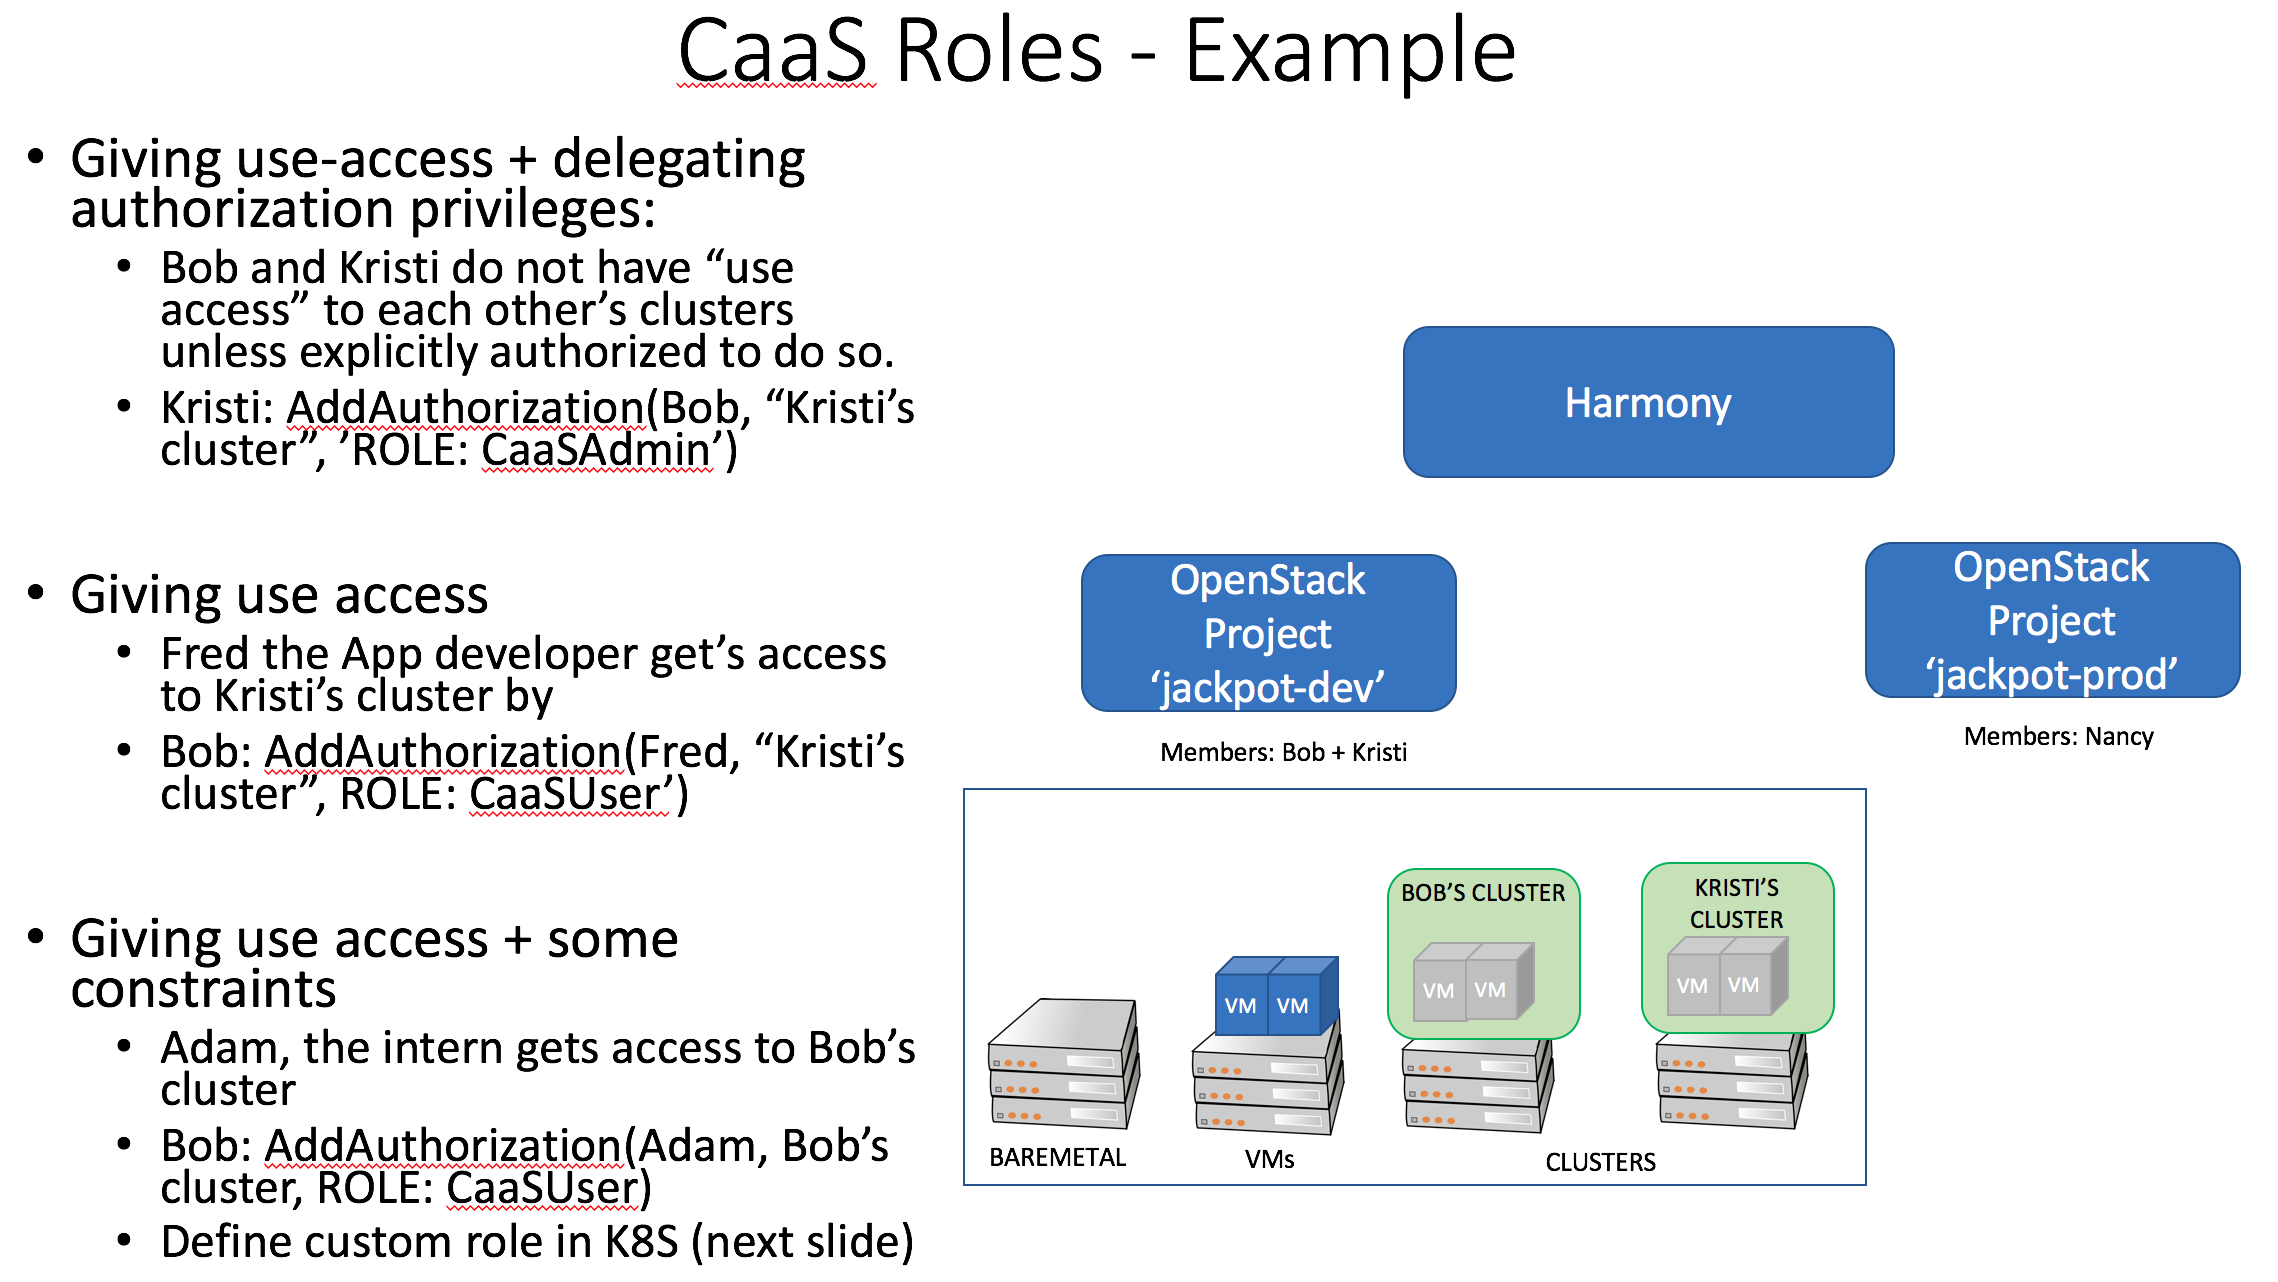 CaaS Roles - Example
• Giving use-access + delegating
authorization privileges:
• Bob and Kristi do not have “use
access” to each other’s clusters
unless explicitly authorized to do so.
• Kristi: AddAuthorization(Bob, “Kristi’s
cluster”, ’ROLE: CaaSAdmin’)
• Giving use access
• Fred the App developer get’s access
to Kristi’s cluster by
• Bob: AddAuthorization(Fred, “Kristi’s
cluster”, ROLE: CaaSUser’)
• Giving use access + some
constraints
• Adam, the intern gets access to Bob’s
cluster
• Bob: AddAuthorization(Adam, Bob’s
cluster, ROLE: CaaSUser)
• Define custom role in K8S (next slide)
Harmony
OpenStack
Project
‘jackpot-dev’
Members: Bob + Kristi
OpenStack
Project
‘jackpot-prod’
Members: Nancy
BOB’S CLUSTER
VM VM
KRISTI’S
CLUSTER
VM VM
VM VM
BAREMETAL
VMs
CLUSTERS